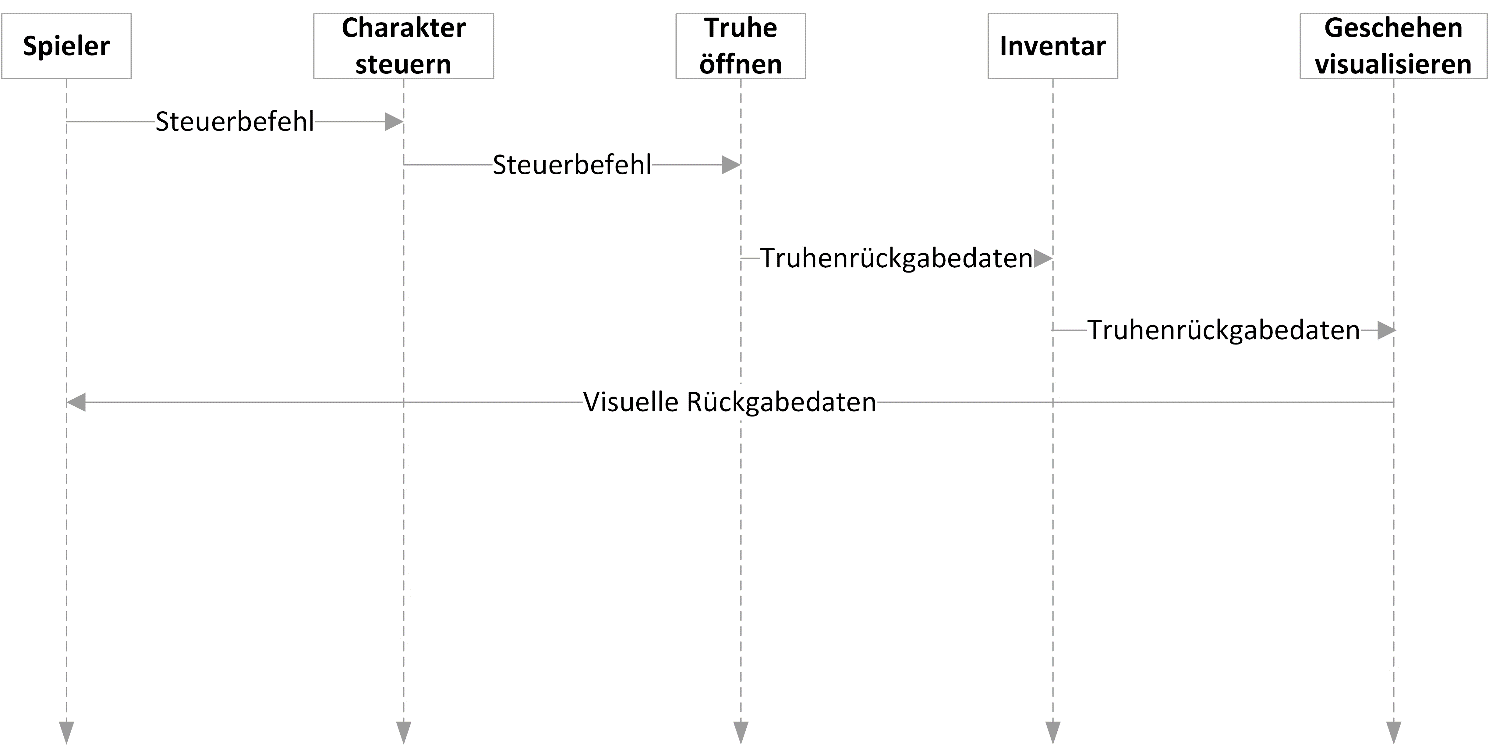 Spieler
Charakter
steuern
Truhe
öffnen
Inventar
Geschehen
visualisieren
Steuerbefehl
Steuerbefehl
Truhenrückgabedaten
Truhenrückgabedaten
Visuelle Rückgabedaten